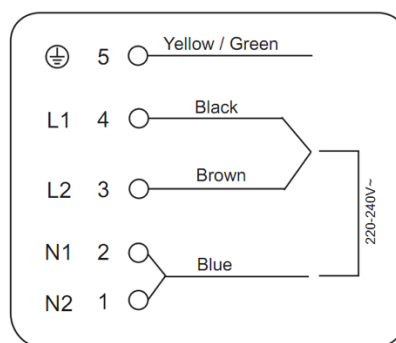 5 Yellow / Green
L1 4 Black
L2 3 Brown
220-240V~
N1 2
Blue
N2 1